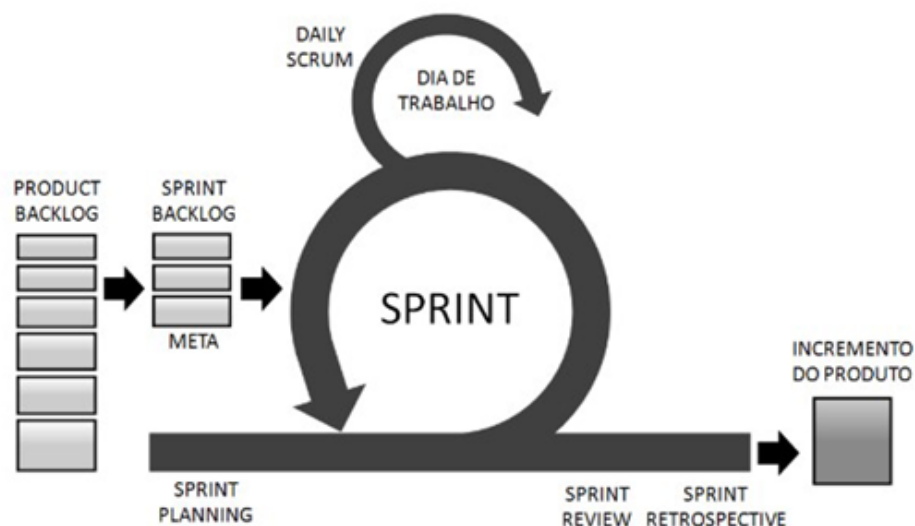 DAILY
SCRUM
DIA DE
TRABALHO
PRODUCT
BACKLOG
SPRINT
BACKLOG
META
SPRINT
INCREMENTO
DO PRODUTO
SPRINT
PLANNING
SPRINT
REVIEW
SPRINT
RETROSPECTIVE